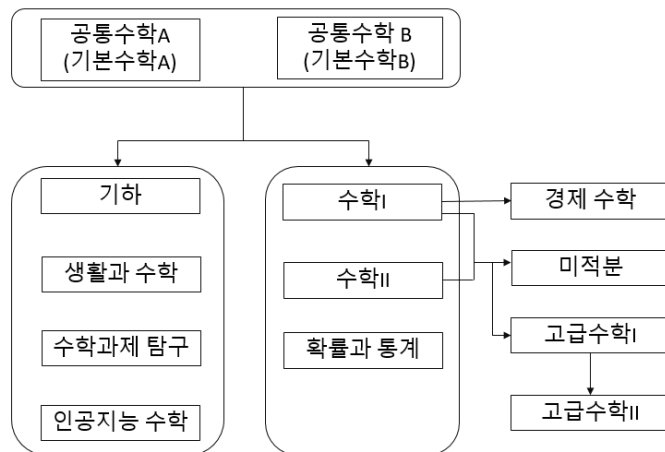 공통수학A
(기본수학A)
공통수학 B
(기본수학B)
기하
생활과 수학
수학과제 탐구
인공지능 수학
수학I
수학II
확률과 통계
경제 수학
미적분
고급수학I
고급수학II